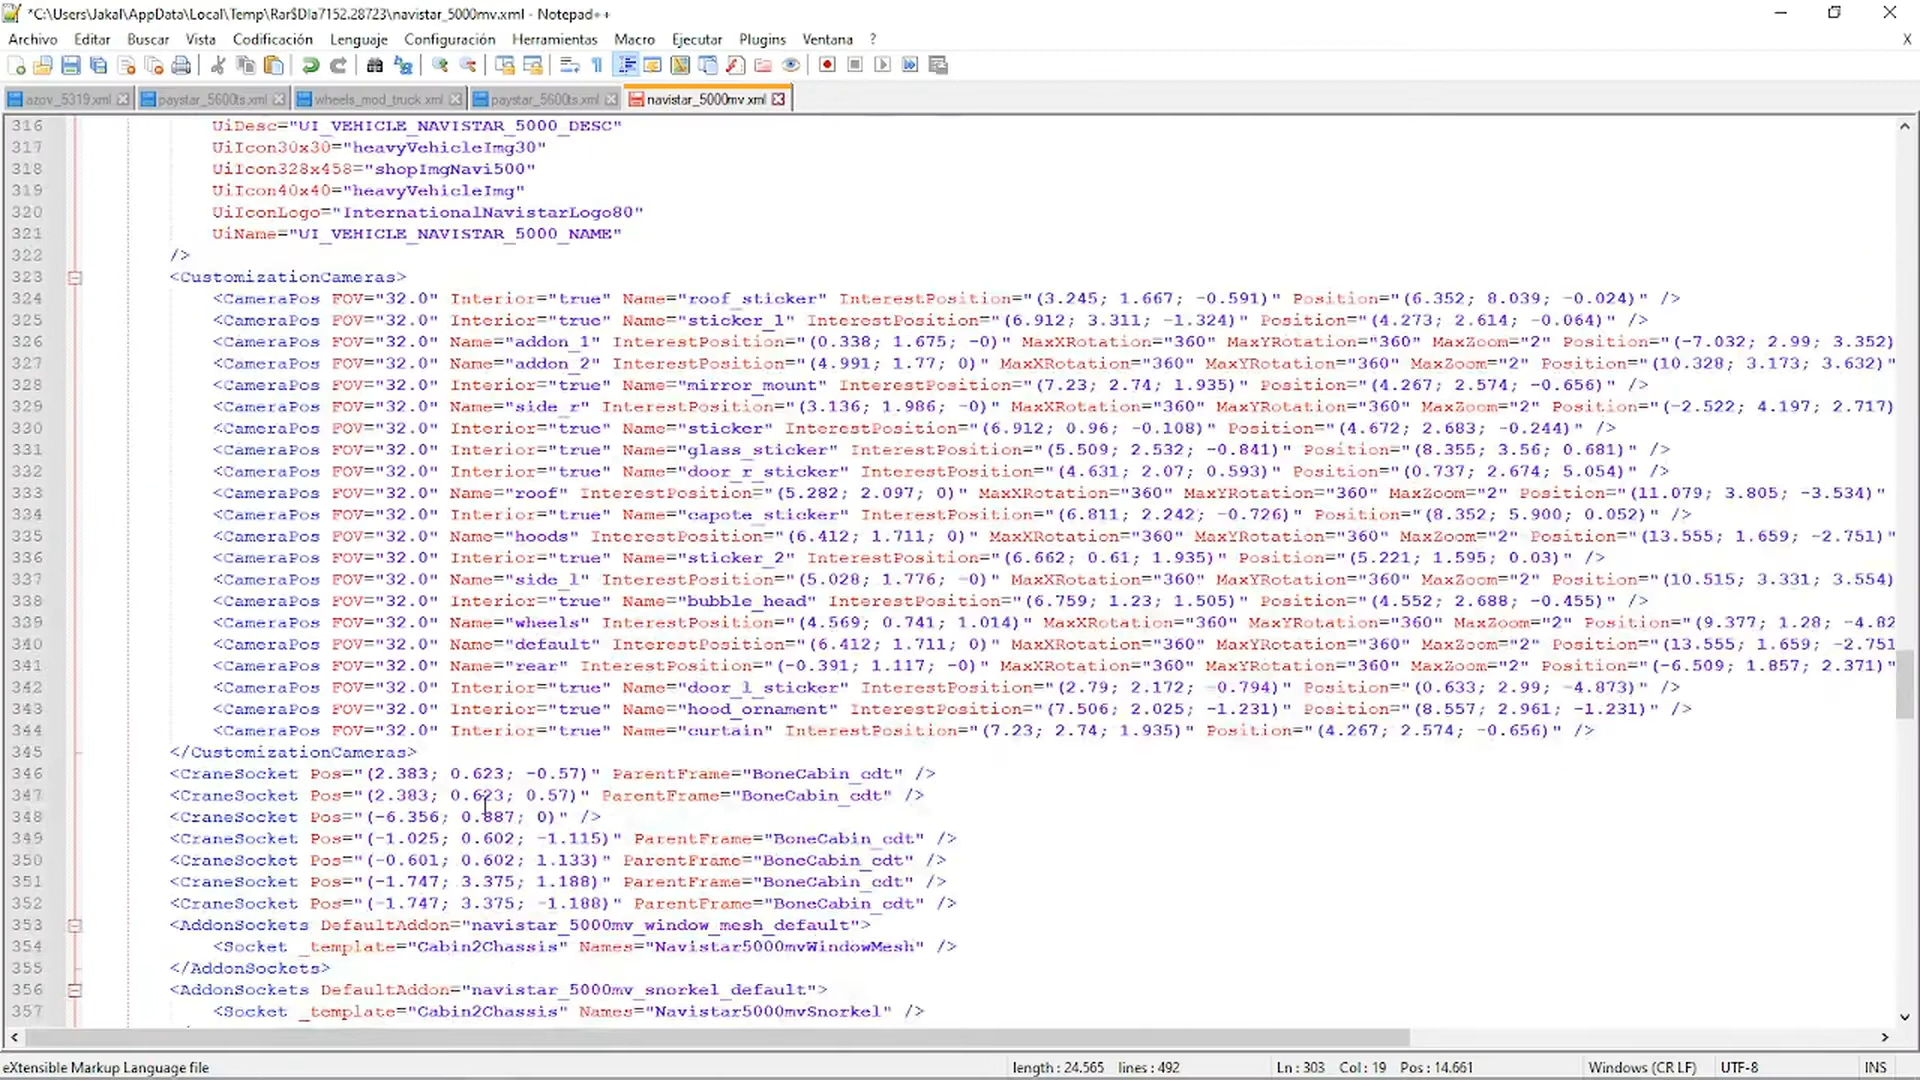 *C:\Users\Jakal\AppData\Local\Temp\Rar$DIa7152.28723\navistar_5000mv.xml - Notepad++
Archivo Editar Buscar Vista Codificación Lenguaje Configuración Herramientas Macro Ejecutar Plugins Ventana ? X
azov_5319.xml paystar_5600ts.xml wheels_mod_truck.xml paystar_5600ts.xml navistar_5000mv.xml
316 UiDesc="UI_VEHICLE_NAVISTAR_5000_DESC"
317 UiIcon30x30="heavyVehicleImg30"
318 UiIcon328x458="shopImgNavi500"
319 UiIcon40x40="heavyVehicleImg"
320 UiIconLogo="InternationalNavistarLogo80"
321 UiName="UI_VEHICLE_NAVISTAR_5000_NAME"
322 />
323 <CustomizationCameras>
324 <CameraPos FOV="32.0" Interior="true" Name="roof_sticker" InterestPosition="(3.245; 1.667; -0.591)" Position="(6.352; 8.039; -0.024)" />
325 <CameraPos FOV="32.0" Interior="true" Name="sticker_1" InterestPosition="(6.912; 3.311; -1.324)" Position="(4.273; 2.614; -0.064)" />
326 <CameraPos FOV="32.0" Name="addon_1" InterestPosition="(0.338; 1.675; -0)" MaxXRotation="360" MaxYRotation="360" MaxZoom="2" Position="(-7.032; 2.99; 3.352)
327 <CameraPos FOV="32.0" Name="addon_2" InterestPosition="(4.991; 1.77; 0)" MaxXRotation="360" MaxYRotation="360" MaxZoom="2" Position="(10.328; 3.173; 3.632)"
328 <CameraPos FOV="32.0" Interior="true" Name="mirror_mount" InterestPosition="(7.23; 2.74; 1.935)" Position="(4.267; 2.574; -0.656)" />
329 <CameraPos FOV="32.0" Name="side_r" InterestPosition="(3.136; 1.986; -0)" MaxXRotation="360" MaxYRotation="360" MaxZoom="2" Position="(-2.522; 4.197; 2.717)
330 <CameraPos FOV="32.0" Interior="true" Name="sticker" InterestPosition="(6.912; 0.96; -0.108)" Position="(4.672; 2.683; -0.244)" />
331 <CameraPos FOV="32.0" Interior="true" Name="glass_sticker" InterestPosition="(5.509; 2.532; -0.841)" Position="(8.355; 3.56; 0.681)" />
332 <CameraPos FOV="32.0" Interior="true" Name="door_r_sticker" InterestPosition="(4.631; 2.07; 0.593)" Position="(0.737; 2.674; 5.054)" />
333 <CameraPos FOV="32.0" Name="roof" InterestPosition="(5.282; 2.097; 0)" MaxXRotation="360" MaxYRotation="360" MaxZoom="2" Position="(11.079; 3.805; -3.534)"
334 <CameraPos FOV="32.0" Interior="true" Name="capote_sticker" InterestPosition="(6.811; 2.242; -0.726)" Position="(8.352; 5.900; 0.052)" />
335 <CameraPos FOV="32.0" Name="hoods" InterestPosition="(6.412; 1.711; 0)" MaxXRotation="360" MaxYRotation="360" MaxZoom="2" Position="(13.555; 1.659; -2.751)"
336 <CameraPos FOV="32.0" Interior="true" Name="sticker_2" InterestPosition="(6.662; 0.61; 1.935)" Position="(5.221; 1.595; 0.03)" />
337 <CameraPos FOV="32.0" Name="side_l" InterestPosition="(5.028; 1.776; -0)" MaxXRotation="360" MaxYRotation="360" MaxZoom="2" Position="(10.515; 3.331; 3.554)
338 <CameraPos FOV="32.0" Interior="true" Name="bubble_head" InterestPosition="(6.759; 1.23; 1.505)" Position="(4.552; 2.688; -0.455)" />
339 <CameraPos FOV="32.0" Name="wheels" InterestPosition="(4.569; 0.741; 1.014)" MaxXRotation="360" MaxYRotation="360" MaxZoom="2" Position="(9.377; 1.28; -4.82
340 <CameraPos FOV="32.0" Name="default" InterestPosition="(6.412; 1.711; 0)" MaxXRotation="360" MaxYRotation="360" MaxZoom="2" Position="(13.555; 1.659; -2.751
341 <CameraPos FOV="32.0" Name="rear" InterestPosition="(-0.391; 1.117; -0)" MaxXRotation="360" MaxYRotation="360" MaxZoom="2" Position="(-6.509; 1.857; 2.371)"
342 <CameraPos FOV="32.0" Interior="true" Name="door_l_sticker" InterestPosition="(2.79; 2.172; -0.794)" Position="(0.633; 2.99; -4.873)" />
343 <CameraPos FOV="32.0" Interior="true" Name="hood_ornament" InterestPosition="(7.506; 2.025; -1.231)" Position="(8.557; 2.961; -1.231)" />
344 <CameraPos FOV="32.0" Interior="true" Name="curtain" InterestPosition="(7.23; 2.74; 1.935)" Position="(4.267; 2.574; -0.656)" />
345 </CustomizationCameras>
346 <CraneSocket Pos="(2.383; 0.623; -0.57)" ParentFrame="BoneCabin_cdt" />
347 <CraneSocket Pos="(2.383; 0.623; 0.57)" ParentFrame="BoneCabin_cdt" />
348 <CraneSocket Pos="(-6.356; 0.887; 0)" />
349 <CraneSocket Pos="(-1.025; 0.602; -1.115)" ParentFrame="BoneCabin_cdt" />
350 <CraneSocket Pos="(-0.601; 0.602; 1.133)" ParentFrame="BoneCabin_cdt" />
351 <CraneSocket Pos="(-1.747; 3.375; 1.188)" ParentFrame="BoneCabin_cdt" />
352 <CraneSocket Pos="(-1.747; 3.375; -1.188)" ParentFrame="BoneCabin_cdt" />
353 <AddonSockets DefaultAddon="navistar_5000mv_window_mesh_default">
354 <Socket _template="Cabin2Chassis" Names="Navistar5000mvWindowMesh" />
355 </AddonSockets>
356 <AddonSockets DefaultAddon="navistar_5000mv_snorkel_default">
357 <Socket _template="Cabin2Chassis" Names="Navistar5000mvSnorkel" />
eXtensible Markup Language file length : 24.565 lines : 492 Ln : 303 Col : 19 Pos : 14.661 Windows (CR LF) UTF-8 INS